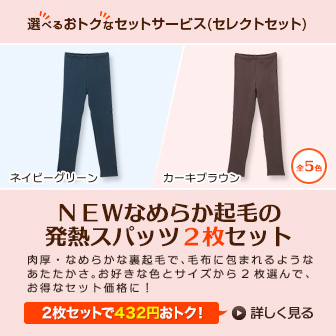 選べるおトクなセットサービス(セレクトセット)
ネイビーグリーン
カーキブラウン
全5色
NEWなめらか起毛の
発熱スパッツ2枚セット
肉厚・なめらかな裏起毛で、毛布に包まれるような
あたたかさ。お好きな色とサイズから2枚選んで、
お得なセット価格に！
2枚セットで432円おトク！
詳しく見る